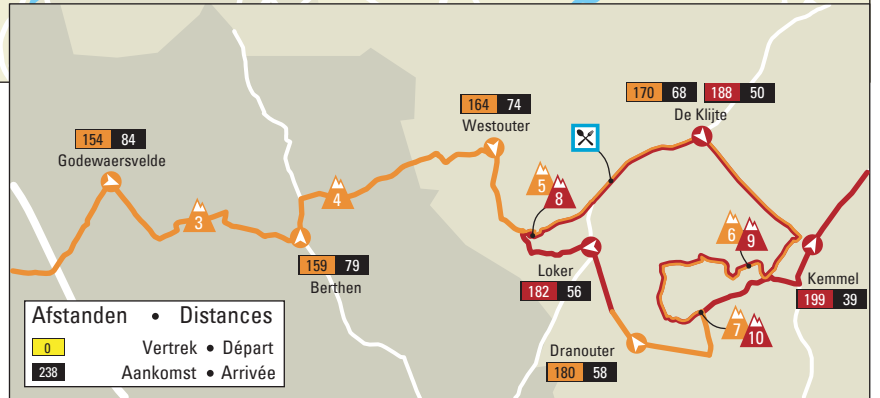 170 68 188 50
De Klijte
164 74
Westouter
154 84
Godewaersvelde
3
4
5
8
6
9
159 79
Berthen
Loker
182 56
Kemmel
199 39
7
10
Dranouter
180 58
Afstanden • Distances
0 Vertrek • Départ
238 Aankomst • Arrivée